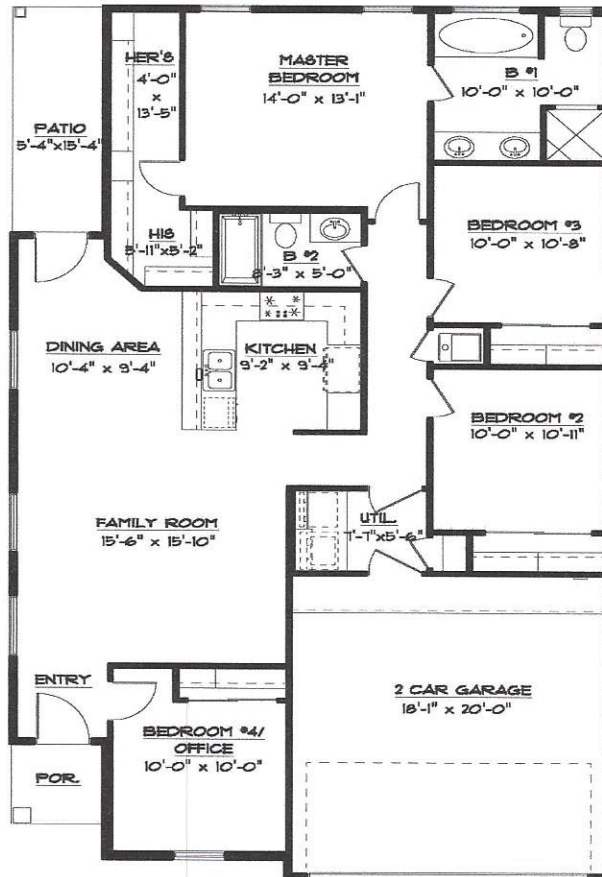 HER'S
4'-0"
x
13'-5"
MASTER
BEDROOM
14'-0" x 13'-1"
B #1
10'-0" x 10'-0"
PATIO
5'-4"x15'-4"
HIS
5'-11"x5'-2"
B #2
8'-3" x 5'-0"
BEDROOM #3
10'-0" x 10'-8"
DINING AREA
10'-4" x 9'-4"
KITCHEN
9'-2" x 9'-4"
BEDROOM #2
10'-0" x 10'-11"
FAMILY ROOM
15'-6" x 15'-10"
UTIL.
7'-7"x5'-6"
ENTRY
2 CAR GARAGE
18'-1" x 20'-0"
BEDROOM #4/
OFFICE
10'-0" x 10'-0"
POR.